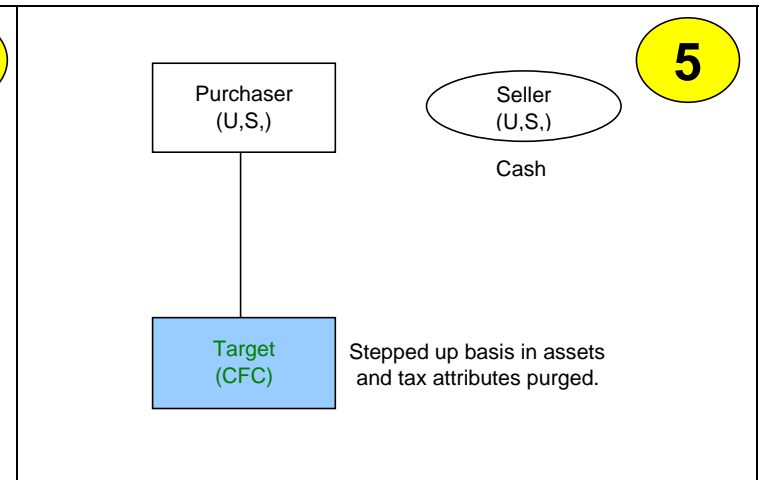 5
Purchaser
(U,S,)
Seller
(U,S,)
Cash
Target
(CFC)
Stepped up basis in assets
and tax attributes purged.